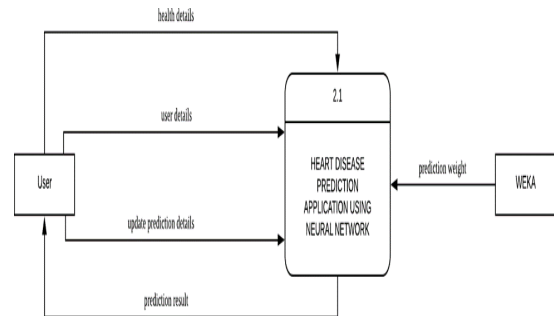 health details
2.1
user details
User
HEART DISEASE
PREDICTION
APPLICATION USING
NEURAL NETWORK
prediction weight
WEKA
update prediction details
prediction result